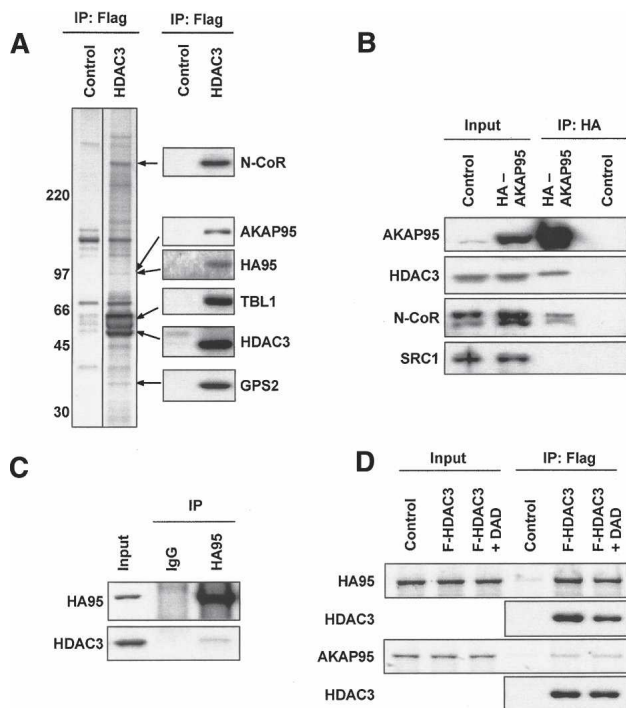 A
IP: Flag
IP: Flag
Control
HDAC3
Control
HDAC3
220
97
66
45
30
N-CoR
AKAP95
HA95
TBL1
HDAC3
GPS2
B
Input
IP: HA
Control
HA–
AKAP95
HA–
AKAP95
Control
AKAP95
HDAC3
N-CoR
SRC1
C
IP
Input
IgG
HA95
HA95
HDAC3
D
Input
IP: Flag
Control
F-HDAC3
F-HDAC3
+ DAD
Control
F-HDAC3
F-HDAC3
+ DAD
HA95
HDAC3
AKAP95
HDAC3